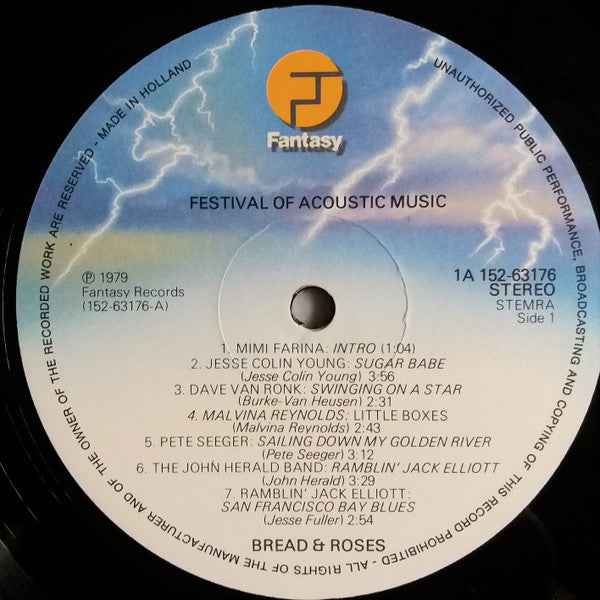 Fantasy
FESTIVAL OF ACOUSTIC MUSIC
℗ 1979
Fantasy Records
(152-63176-A)
1A 152-63176
STEREO
STEMRA
Side 1
1. MIMI FARINA: INTRO (1:04)
2. JESSE COLIN YOUNG: SUGAR BABE
(Jesse Colin Young) 3:56
3. DAVE VAN RONK: SWINGING ON A STAR
(Burke-Van Heusen) 2:31
4. MALVINA REYNOLDS: LITTLE BOXES
(Malvina Reynolds) 2:43
5. PETE SEEGER: SAILING DOWN MY GOLDEN RIVER
(Pete Seeger) 3:12
6. THE JOHN HERALD BAND: RAMBLIN' JACK ELLIOTT
(John Herald) 3:29
7. RAMBLIN' JACK ELLIOTT:
SAN FRANCISCO BAY BLUES
(Jesse Fuller) 2:54
BREAD & ROSES
UNAUTHORIZED PUBLIC PERFORMANCE, BROADCASTING AND COPYING OF THIS RECORD PROHIBITED - ALL RIGHTS OF THE MANUFACTURER AND OF THE OWNER OF THE RECORDED WORK ARE RESERVED - MADE IN HOLLAND